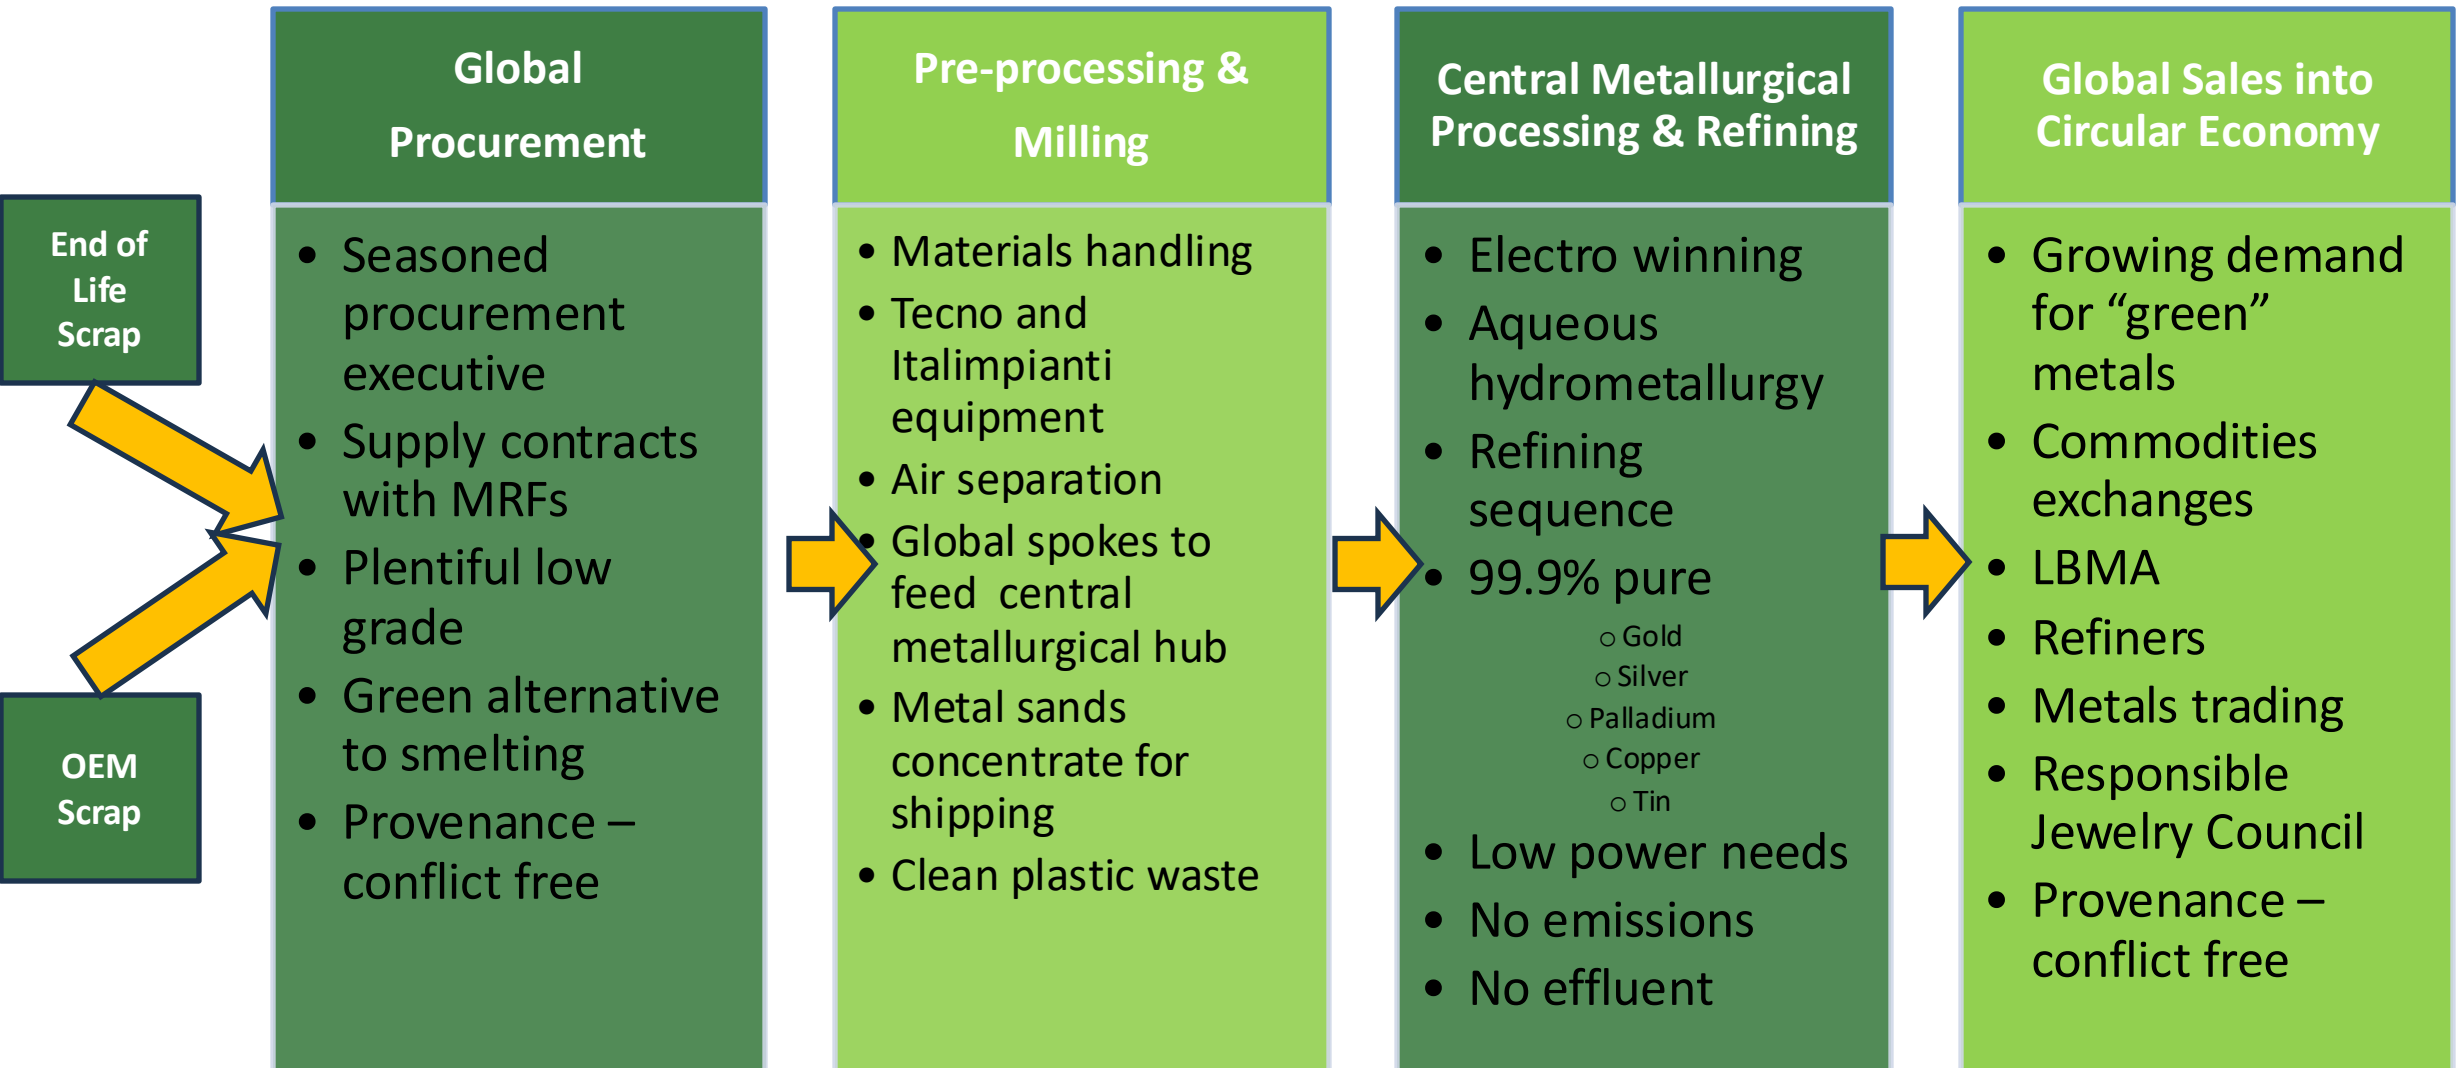 End of
Life
Scrap
OEM
Scrap
Global
Procurement
• Seasoned
procurement
executive
• Supply contracts
with MRFs
• Plentiful low
grade
• Green alternative
to smelting
• Provenance –
conflict free
Pre-processing &
Milling
• Materials handling
• Tecno and
Italimpianti
equipment
• Air separation
• Global spokes to
feed  central
metallurgical hub
• Metal sands
concentrate for
shipping
• Clean plastic waste
Central Metallurgical
Processing & Refining
• Electro winning
• Aqueous
hydrometallurgy
• Refining
sequence
• 99.9% pure
○ Gold
○ Silver
○ Palladium
○ Copper
○ Tin
• Low power needs
• No emissions
• No effluent
Global Sales into
Circular Economy
• Growing demand
for “green”
metals
• Commodities
exchanges
• LBMA
• Refiners
• Metals trading
• Responsible
Jewelry Council
• Provenance –
conflict free